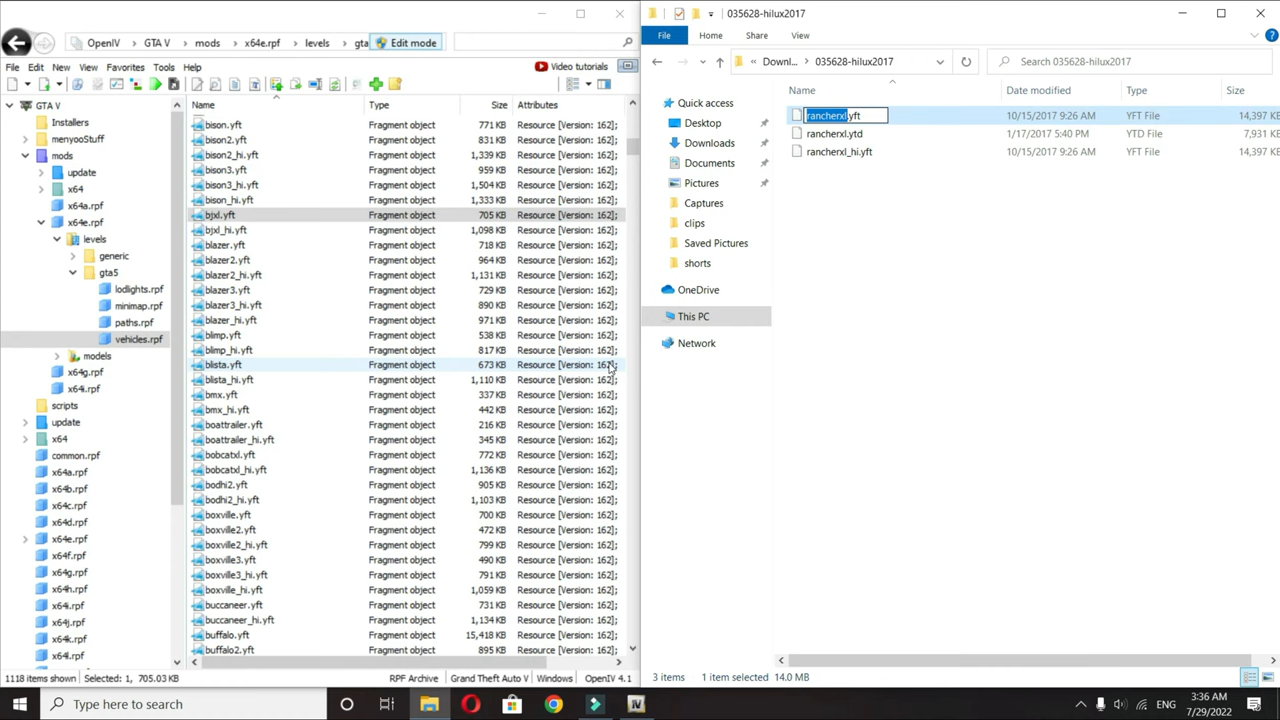 OpenIV
GTA V
mods
x64e.rpf
levels
gta
Edit mode
File
Edit
View
Favorites
Tools
Help
Video tutorials
Name
Type
Size
Attributes
GTA V
Installers
menyooStuff
mods
update
x64
x64a.rpf
x64e.rpf
levels
generic
gta5
lodlights.rpf
minimap.rpf
paths.rpf
vehicles.rpf
models
x64g.rpf
x64i.rpf
scripts
update
x64
common.rpf
x64a.rpf
x64b.rpf
x64c.rpf
x64d.rpf
x64e.rpf
x64f.rpf
x64g.rpf
x64h.rpf
x64i.rpf
x64j.rpf
x64k.rpf
x64l.rpf
bison.yft Fragment object 771 KB Resource [Version: 162];
bison2.yft Fragment object 831 KB Resource [Version: 162];
bison2_hi.yft Fragment object 1,339 KB Resource [Version: 162];
bison3.yft Fragment object 959 KB Resource [Version: 162];
bison3_hi.yft Fragment object 1,504 KB Resource [Version: 162];
bison_hi.yft Fragment object 1,333 KB Resource [Version: 162];
bjxl.yft Fragment object 705 KB Resource [Version: 162];
bjxl_hi.yft Fragment object 1,098 KB Resource [Version: 162];
blazer.yft Fragment object 718 KB Resource [Version: 162];
blazer2.yft Fragment object 964 KB Resource [Version: 162];
blazer2_hi.yft Fragment object 1,131 KB Resource [Version: 162];
blazer3.yft Fragment object 729 KB Resource [Version: 162];
blazer3_hi.yft Fragment object 890 KB Resource [Version: 162];
blazer_hi.yft Fragment object 971 KB Resource [Version: 162];
blimp.yft Fragment object 538 KB Resource [Version: 162];
blimp_hi.yft Fragment object 817 KB Resource [Version: 162];
blista.yft Fragment object 673 KB Resource [Version: 162];
blista_hi.yft Fragment object 1,110 KB Resource [Version: 162];
bmx.yft Fragment object 337 KB Resource [Version: 162];
bmx_hi.yft Fragment object 442 KB Resource [Version: 162];
boattrailer.yft Fragment object 216 KB Resource [Version: 162];
boattrailer_hi.yft Fragment object 345 KB Resource [Version: 162];
bobcatxl.yft Fragment object 772 KB Resource [Version: 162];
bobcatxl_hi.yft Fragment object 1,136 KB Resource [Version: 162];
bodhi2.yft Fragment object 905 KB Resource [Version: 162];
bodhi2_hi.yft Fragment object 1,103 KB Resource [Version: 162];
boxville.yft Fragment object 700 KB Resource [Version: 162];
boxville2.yft Fragment object 472 KB Resource [Version: 162];
boxville2_hi.yft Fragment object 799 KB Resource [Version: 162];
boxville3.yft Fragment object 490 KB Resource [Version: 162];
boxville3_hi.yft Fragment object 791 KB Resource [Version: 162];
boxville_hi.yft Fragment object 1,059 KB Resource [Version: 162];
buccaneer.yft Fragment object 731 KB Resource [Version: 162];
buccaneer_hi.yft Fragment object 1,134 KB Resource [Version: 162];
buffalo.yft Fragment object 15,418 KB Resource [Version: 162];
buffalo2.yft Fragment object 895 KB Resource [Version: 162];
1118 items shown
Selected: 1, 705.03 KB
RPF Archive
Grand Theft Auto V
Windows
OpenIV 4.1
035628-hilux2017
File
Home
Share
View
« Downl...
035628-hilux2017
Search 035628-hilux2017
Name
Date modified
Type
Size
Quick access
Desktop
Downloads
Documents
Pictures
Captures
clips
Saved Pictures
shorts
OneDrive
This PC
Network
rancherxl.yft 10/15/2017 9:26 AM YFT File 14,397 KB
rancherxl.ytd 1/17/2017 5:40 PM YTD File 7,931 KB
rancherxl_hi.yft 10/15/2017 9:26 AM YFT File 14,397 KB
3 items
1 item selected 14.0 MB
Type here to search
ENG
3:36 AM
7/29/2022